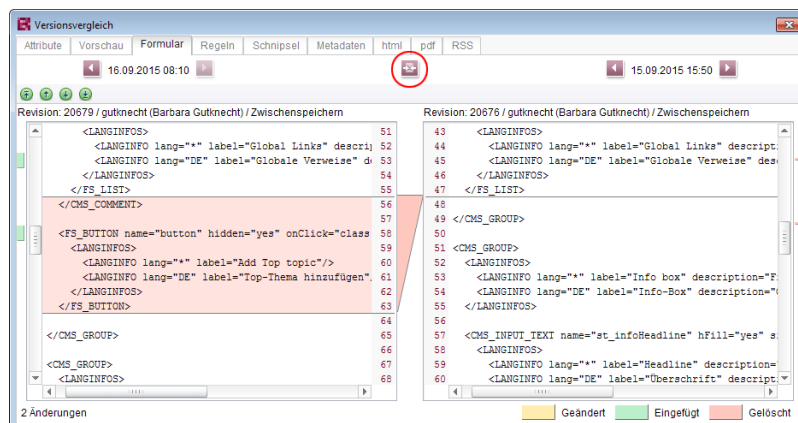 Versionsvergleich
Attribute Vorschau Formular Regeln Schnipsel Metadaten html pdf RSS
16.09.2015 08:10
15.09.2015 15:50
Revision: 20679 / gutknecht (Barbara Gutknecht) / Zwischenspeichern
<LANGINFOS> 51
<LANGINFO lang="*" label="Global Links" descri 52
<LANGINFO lang="DE" label="Globale Verweise" d 53
</LANGINFOS> 54
</FS_LIST> 55
</CMS_COMMENT> 56
57
<FS_BUTTON name="button" hidden="yes" onClick="class 58
<LANGINFOS> 59
<LANGINFO lang="*" label="Add Top topic"/> 60
<LANGINFO lang="DE" label="Top-Thema hinzufügen" 61
</LANGINFOS> 62
</FS_BUTTON> 63
64
</CMS_GROUP> 65
66
<CMS_GROUP> 67
<LANGINFOS> 68
Revision: 20676 / gutknecht (Barbara Gutknecht) / Zwischenspeichern
43 <LANGINFOS>
44 <LANGINFO lang="*" label="Global Links" descript
45 <LANGINFO lang="DE" label="Globale Verweise" des
46 </LANGINFOS>
47 </FS_LIST>
48
49 </CMS_GROUP>
50
51 <CMS_GROUP>
52 <LANGINFOS>
53 <LANGINFO lang="*" label="Info box" description="F
54 <LANGINFO lang="DE" label="Info-Box" description="
55 </LANGINFOS>
56
57 <CMS_INPUT_TEXT name="st_infoHeadline" hFill="yes" s
58 <LANGINFOS>
59 <LANGINFO lang="*" label="Headline" description=
60 <LANGINFO lang="DE" label="Überschrift" descript
2 Änderungen
Geändert Eingefügt Gelöscht